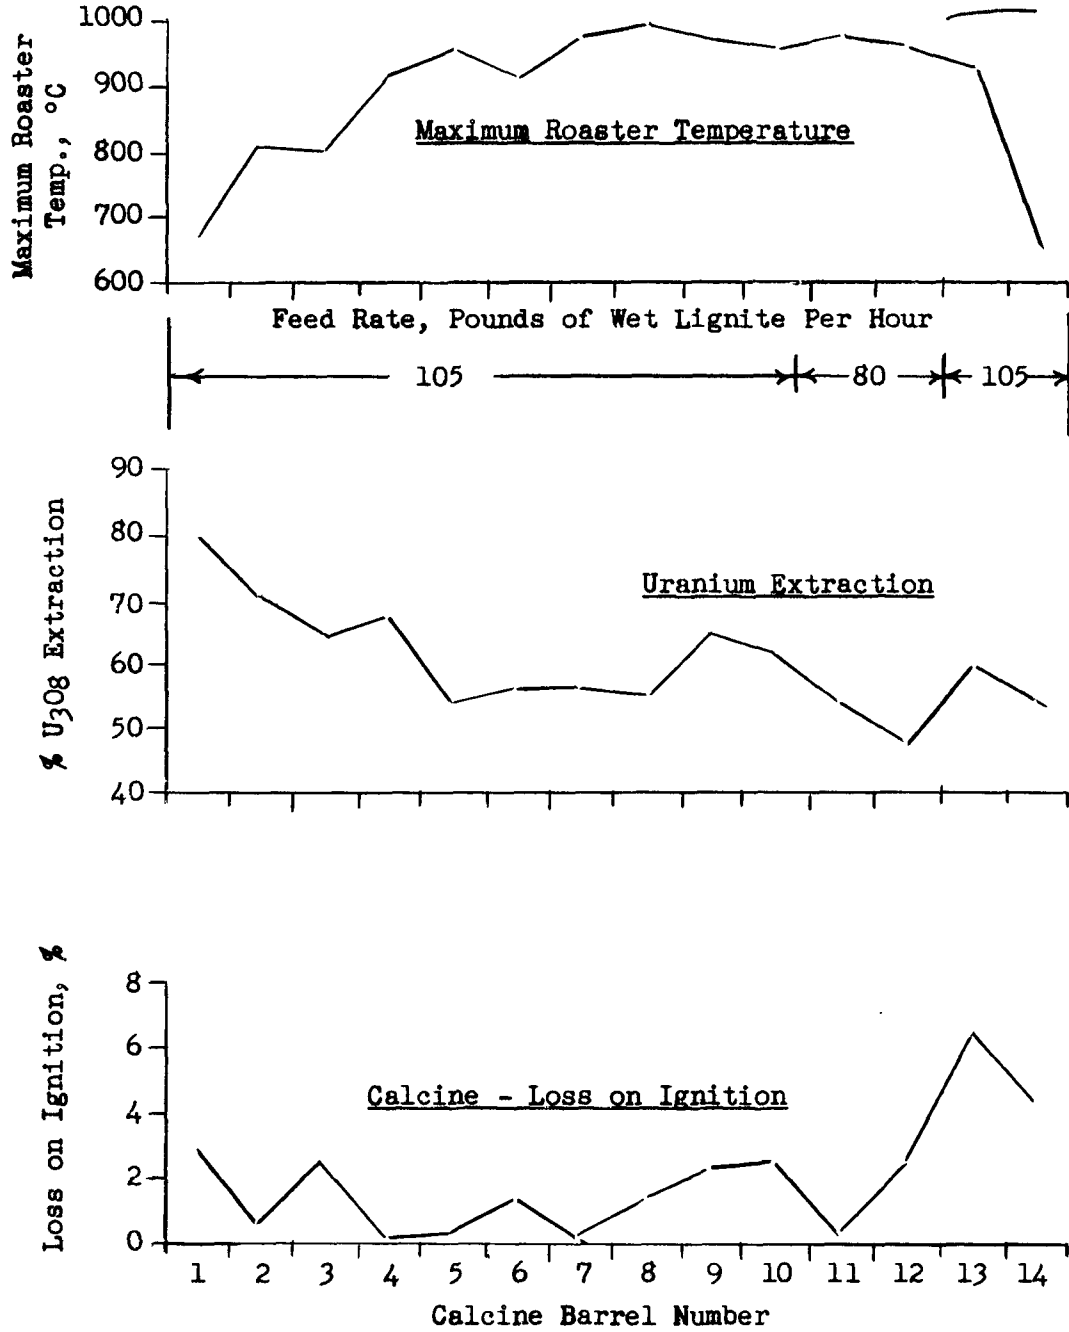 Maximum Roaster
Temp., °C
1000
900
800
700
600
Maximum Roaster Temperature
Feed Rate, Pounds of Wet Lignite Per Hour
105
80
105
% U3O8 Extraction
90
80
70
60
50
40
Uranium Extraction
Loss on Ignition, %
8
6
4
2
0
Calcine - Loss on Ignition
1 2 3 4 5 6 7 8 9 10 11 12 13 14
Calcine Barrel Number